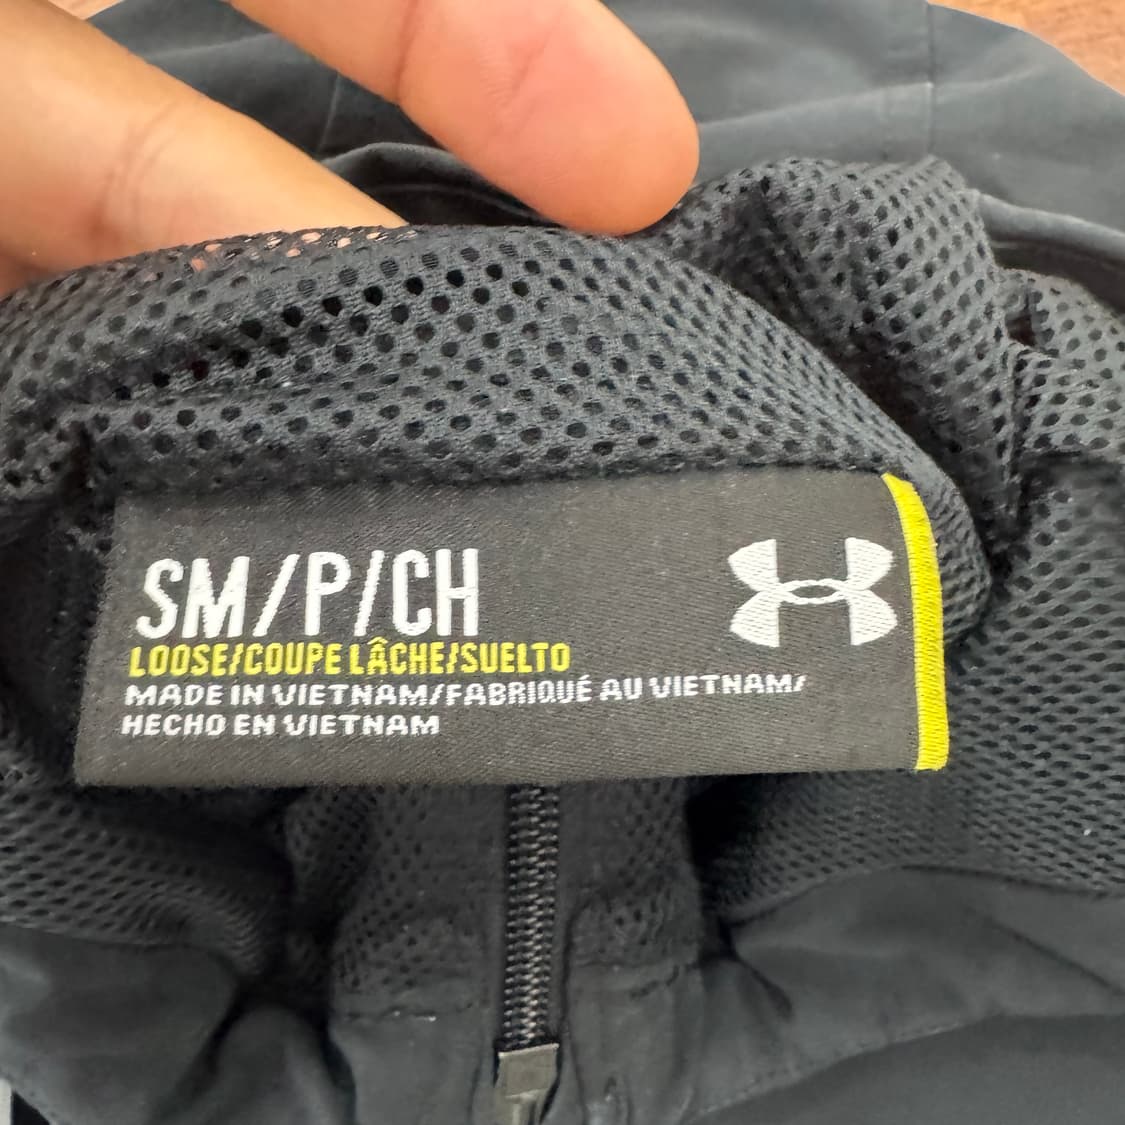 SM/P/CH
LOOSE/COUPE LÂCHE/SUELTO
MADE IN VIETNAM/FABRIQUÉ AU VIETNAM/
HECHO EN VIETNAM